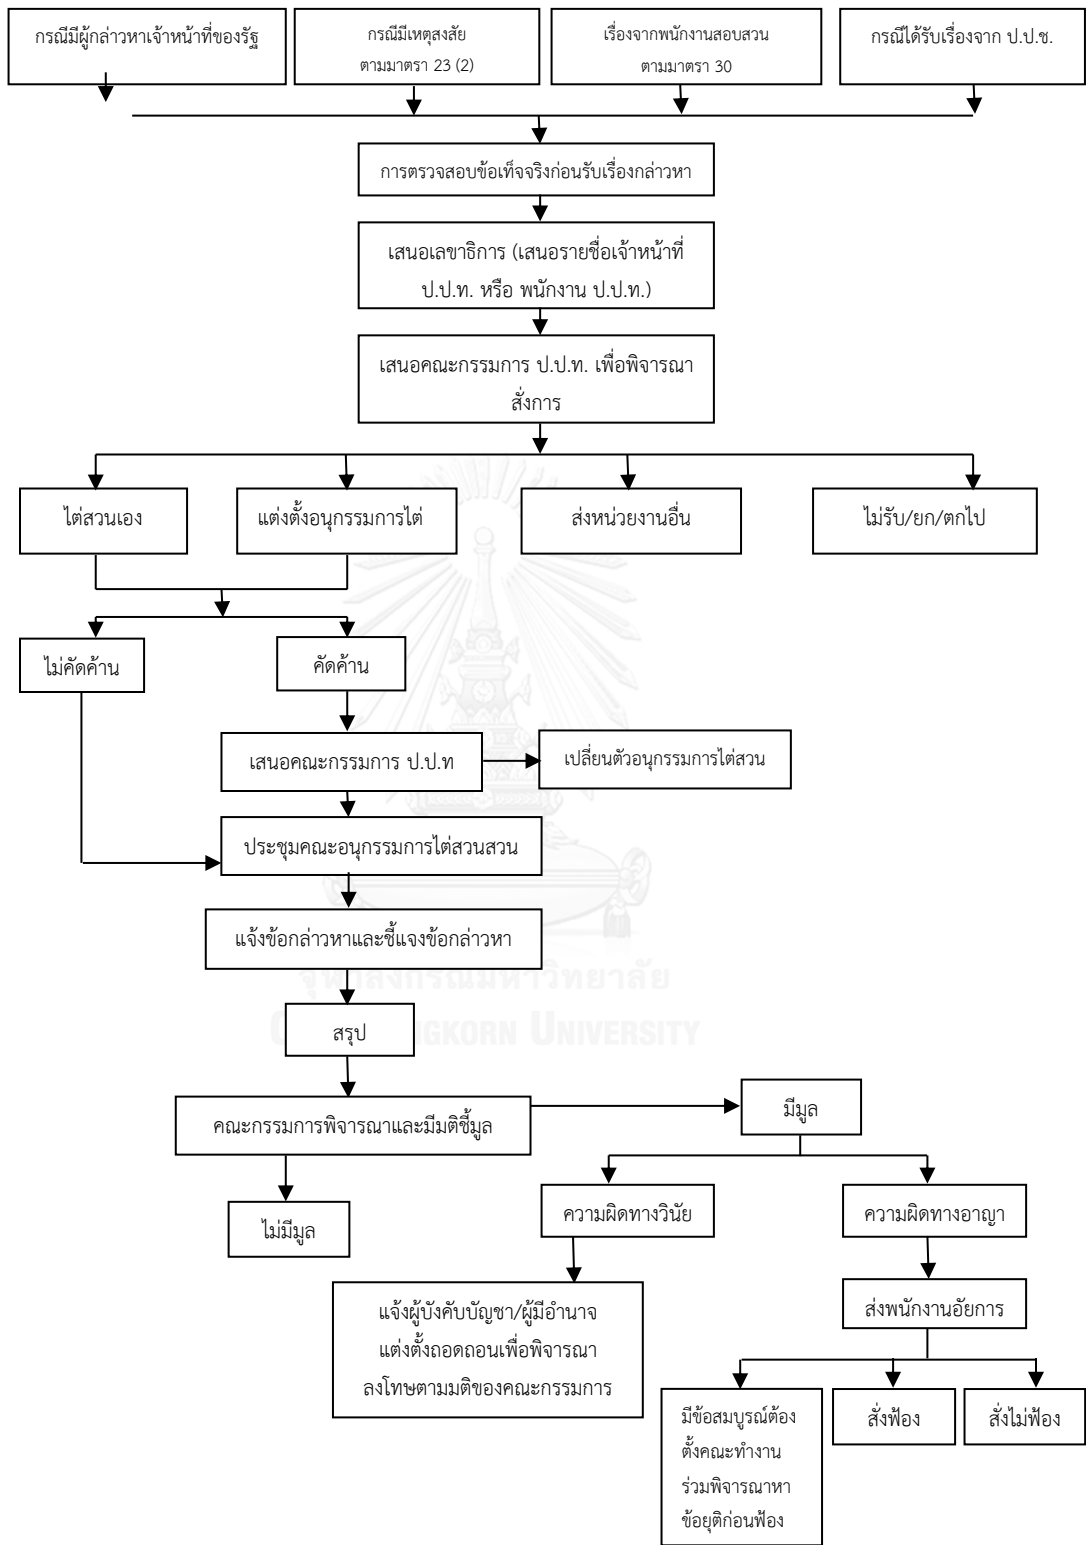 กรณีมีผู้กล่าวหาเจ้าหน้าที่ของรัฐ
กรณีมีเหตุสงสัย
ตามมาตรา 23 (2)
เรื่องจากพนักงานสอบสวน
ตามมาตรา 30
กรณีได้รับเรื่องจาก ป.ป.ช.
การตรวจสอบข้อเท็จจริงก่อนรับเรื่องกล่าวหา
เสนอเลขาธิการ (เสนอรายชื่อเจ้าหน้าที่
ป.ป.ท. หรือ พนักงาน ป.ป.ท.)
เสนอคณะกรรมการ ป.ป.ท. เพื่อพิจารณา
สั่งการ
ไต่สวนเอง
แต่งตั้งอนุกรรมการไต่
ส่งหน่วยงานอื่น
ไม่รับ/ยก/ตกไป
ไม่คัดค้าน
คัดค้าน
เสนอคณะกรรมการ ป.ป.ท
เปลี่ยนตัวอนุกรรมการไต่สวน
ประชุมคณะอนุกรรมการไต่สวนสวน
แจ้งข้อกล่าวหาและชี้แจงข้อกล่าวหา
จุฬาลงกรณ์มหาวิทยาลัย
สรุป
GKORN UNIVERSITY
คณะกรรมการพิจารณาและมีมติชี้มูล
มีมูล
ไม่มีมูล
ความผิดทางวินัย
ความผิดทางอาญา
แจ้งผู้บังคับบัญชา/ผู้มีอำนาจ
แต่งตั้งถอดถอนเพื่อพิจารณา
ลงโทษตามมติของคณะกรรมการ
ส่งพนักงานอัยการ
มีข้อสมบูรณ์ต้อง
ตั้งคณะทำงาน
ร่วมพิจารณาหา
ข้อยุติก่อนฟ้อง
สั่งฟ้อง
สั่งไม่ฟ้อง